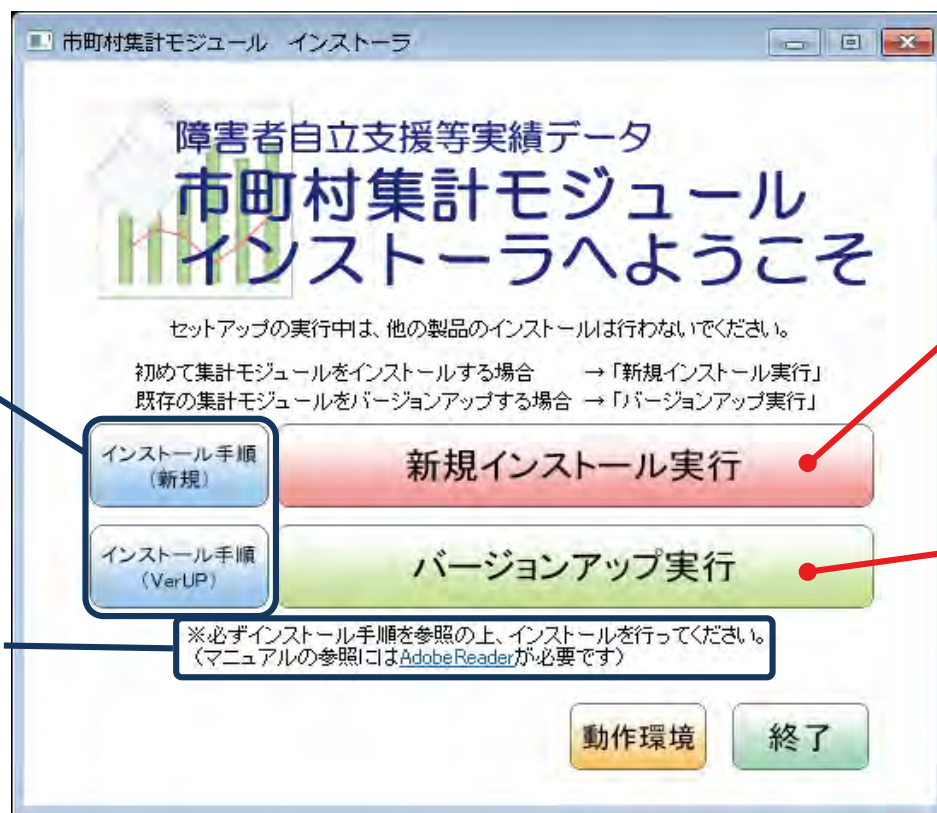 市町村集計モジュール インストーラ
障害者自立支援等実績データ
市町村集計モジュール
インストーラへようこそ
セットアップの実行中は、他の製品のインストールは行わないでください。
初めて集計モジュールをインストールする場合 →「新規インストール実行」
既存の集計モジュールをバージョンアップする場合 →「バージョンアップ実行」
インストール手順
(新規)
新規インストール実行
インストール手順
(VerUP)
バージョンアップ実行
※必ずインストール手順を参照の上、インストールを行ってください。
(マニュアルの参照にはAdobeReaderが必要です)
動作環境
終了